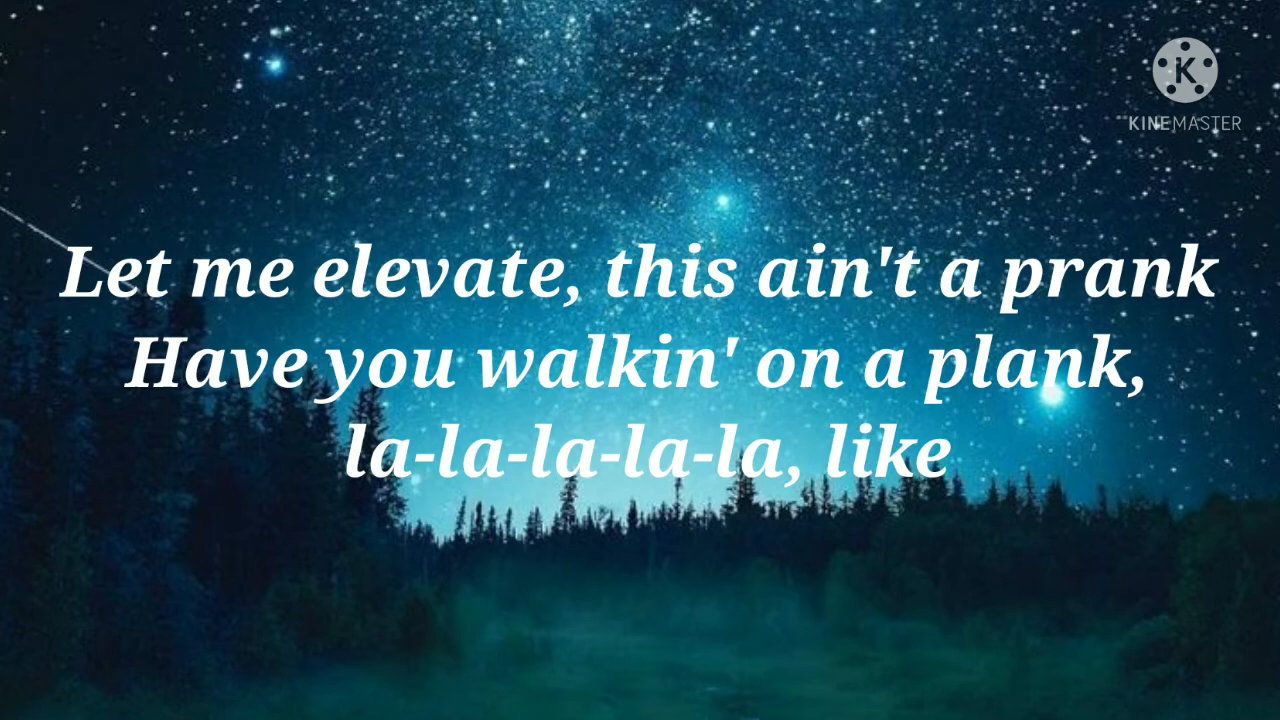 K
KINEMASTER
Let me elevate, this ain't a prank
Have you walkin' on a plank,
la-la-la-la-la, like